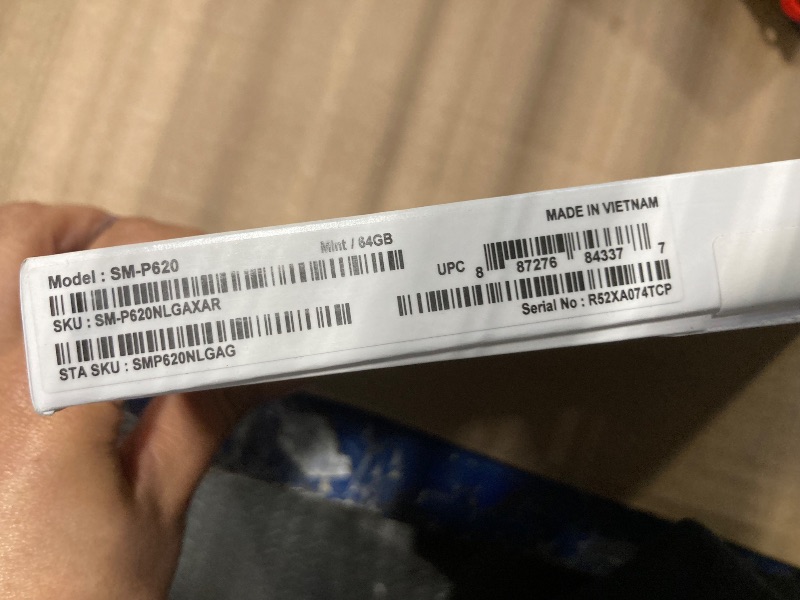 Model : SM-P620
Mint / 64GB
SKU : SM-P620NLGAXAR
STA SKU : SMP620NLGAG
MADE IN VIETNAM
UPC 8 87276 84337 7
Serial No : R52XA074TCP